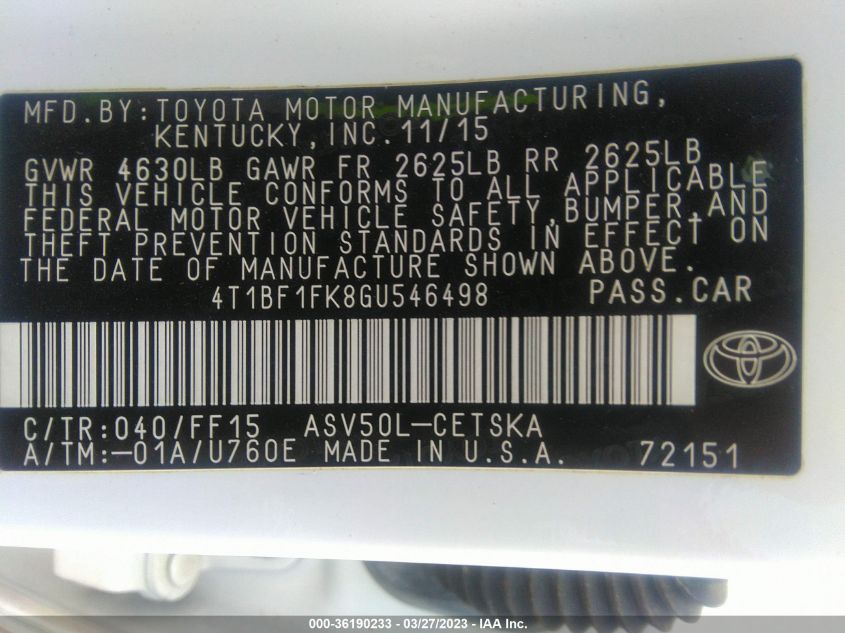 MFD.BY:TOYOTA MOTOR MANUFACTURING,
KENTUCKY,INC.11/15
GVWR 4630LB GAWR FR 2625LB RR 2625LB
THIS VEHICLE CONFORMS TO ALL APPLICABLE
FEDERAL MOTOR VEHICLE SAFETY,BUMPER,AND
THEFT PREVENTION STANDARDS IN EFFECT ON
THE DATE OF MANUFACTURE SHOWN ABOVE.
4T1BF1FK8GU546498 PASS.CAR
C/TR:040/FF15 ASV50L-CETSKA
A/TM:-01A/U760E MADE IN U.S.A. 72151
000-36190233 - 03/27/2023 - IAA Inc.